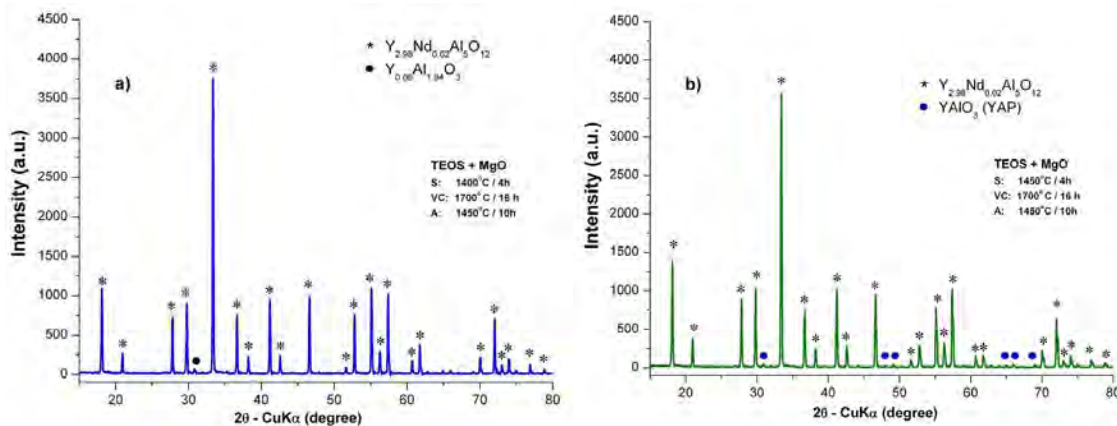 4500
4000
3500
3000
2500
2000
1500
1000
500
0
Intensity (a.u.)
a)
* Y2.98Nd0.02Al5O12
● Y0.06Al1.94O3
TEOS + MgO
S: 1400°C / 4h
VC: 1700°C / 16 h
A: 1450°C / 10h
20 30 40 50 60 70 80
2θ - CuKα (degree)
4500
4000
3500
3000
2500
2000
1500
1000
500
0
Intensity (a.u.)
b)
* Y2.98Nd0.02Al5O12
● YAlO3 (YAP)
TEOS + MgO
S: 1450°C / 4h
VC: 1700°C / 16 h
A: 1450°C / 10h
20 30 40 50 60 70 80
2θ - CuKα (degree)